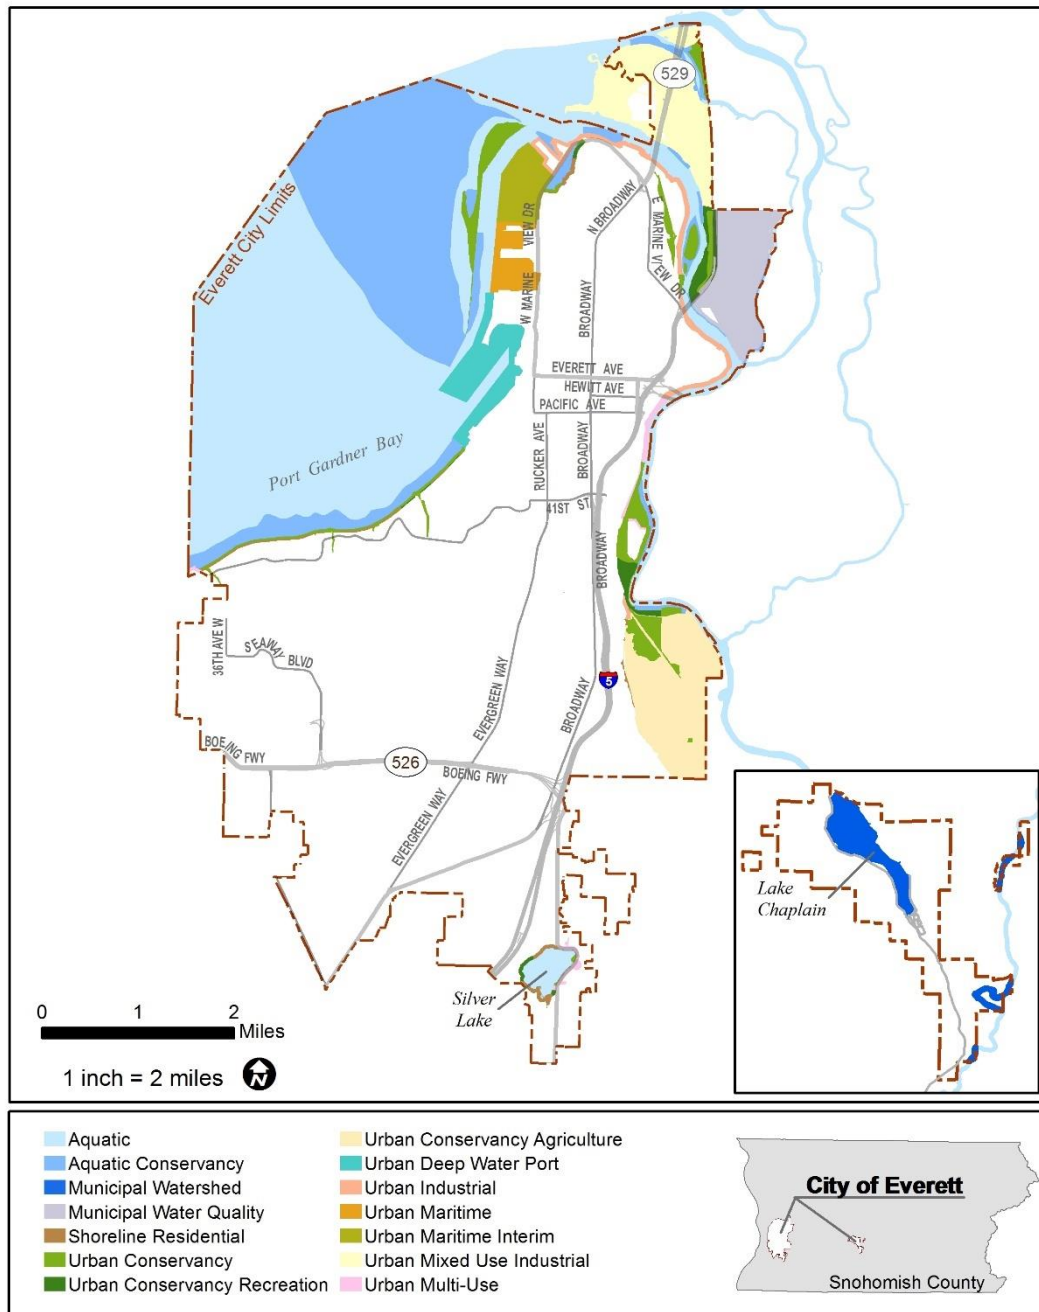 529
Everett City Limits
N BROADWAY
E MARINE VIEW DR
W MARINE VIEW DR
BROADWAY
EVERETT AVE
HEWITT AVE
PACIFIC AVE
Port Gardner Bay
RUCKER AVE
BROADWAY
41ST ST
BROADWAY
36TH AVE W
SEAWAY BLVD
EVERGREEN WAY
BROADWAY
5
BOEING FWY
526
BOEING FWY
EVERGREEN WAY
Lake
Chaplain
Silver
Lake
0 1 2
Miles
1 inch = 2 miles
N
Aquatic
Aquatic Conservancy
Municipal Watershed
Municipal Water Quality
Shoreline Residential
Urban Conservancy
Urban Conservancy Recreation
Urban Conservancy Agriculture
Urban Deep Water Port
Urban Industrial
Urban Maritime
Urban Maritime Interim
Urban Mixed Use Industrial
Urban Multi-Use
City of Everett
Snohomish County